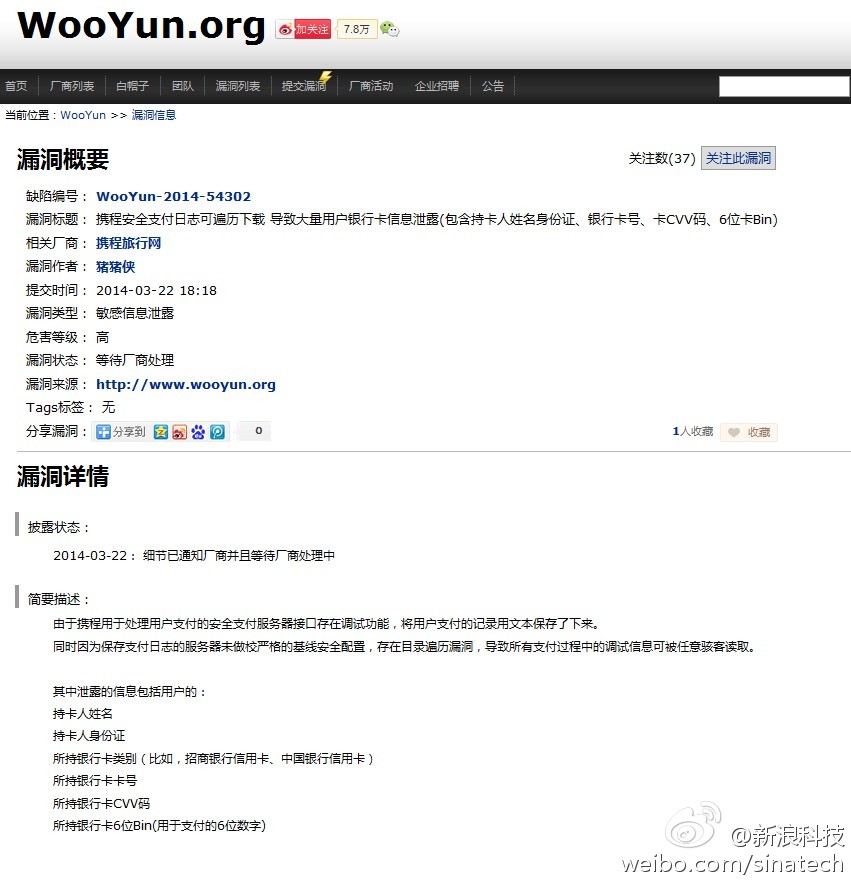 WooYun.org
加关注
7.8万
首页 厂商列表 白帽子 团队 漏洞列表 提交漏洞 厂商活动 企业招聘 公告
当前位置：WooYun >> 漏洞信息
漏洞概要
关注数(37) 关注此漏洞
缺陷编号： WooYun-2014-54302
漏洞标题： 携程安全支付日志可遍历下载 导致大量用户银行卡信息泄露(包含持卡人姓名身份证、银行卡号、卡CVV码、6位卡Bin)
相关厂商： 携程旅行网
漏洞作者： 猪猪侠
提交时间： 2014-03-22 18:18
漏洞类型： 敏感信息泄露
危害等级： 高
漏洞状态： 等待厂商处理
漏洞来源： http://www.wooyun.org
Tags标签： 无
分享漏洞： 分享到 0
1人收藏 收藏
漏洞详情
披露状态：
2014-03-22： 细节已通知厂商并且等待厂商处理中
简要描述：
由于携程用于处理用户支付的安全支付服务器接口存在调试功能，将用户支付的记录用文本保存了下来。
同时因为保存支付日志的服务器未做校严格的基线安全配置，存在目录遍历漏洞，导致所有支付过程中的调试信息可被任意骇客读取。
其中泄露的信息包括用户的：
持卡人姓名
持卡人身份证
所持银行卡类别（比如，招商银行信用卡、中国银行信用卡）
所持银行卡卡号
所持银行卡CVV码
所持银行卡6位Bin(用于支付的6位数字)
@新浪科技
weibo.com/sinatech